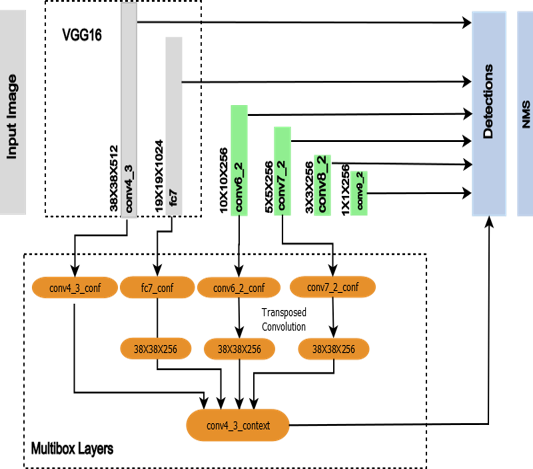 Input Image
VGG16
38X38X512
conv4_3
19X19X1024
fc7
10X10X256
conv6_2
5X5X256
conv7_2
3X3X256
conv8_2
1X1X256
conv9_2
Detections
NMS
conv4_3_conf
fc7_conf
conv6_2_conf
conv7_2_conf
Transposed
Convolution
38X38X256
38X38X256
38X38X256
conv4_3_context
Multibox Layers